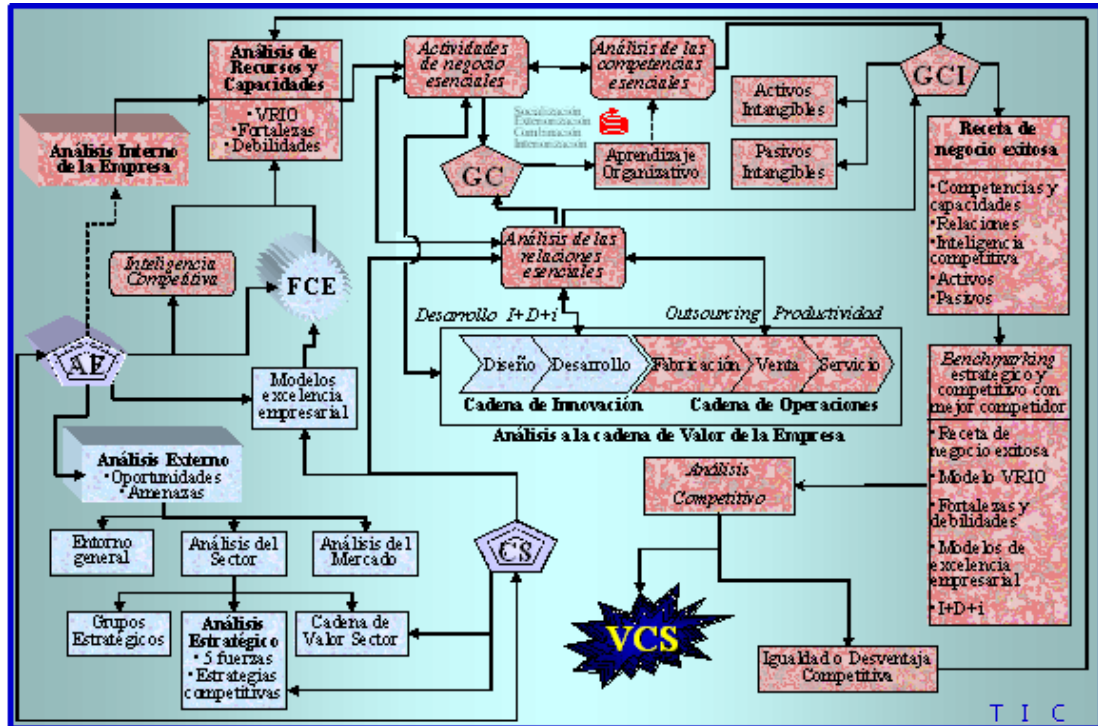 Análisis de
Recursos y
Capacidades
• VRIO
• Fortalezas
• Debilidades
Actividades
de negocio
esenciales
Análisis de las
competencias
esenciales
GCI
Activos
Intangibles
Pasivos
Intangibles
Receta de
negocio exitosa
• Competencias y
capacidades
• Relaciones
• Inteligencia
competitiva
• Activos
• Pasivos
Análisis Interno
de la Empresa
Socialización
Exteriorización
Combinación
Interiorización
GC
Aprendizaje
Organizativo
Inteligencia
Competitiva
FCE
Análisis de las
relaciones
esenciales
Desarrollo I+D+i
Outsourcing Productividad
AE
Modelos
excelencia
empresarial
Diseño
Desarrollo
Fabricación
Venta
Servicio
Cadena de Innovación
Cadena de Operaciones
Análisis a la cadena de Valor de la Empresa
Benchmarking
estratégico y
competitivo con
mejor competidor
• Receta de
negocio exitosa
• Modelo VRIO
• Fortalezas y
debilidades
• Modelos de
excelencia
empresarial
• I+D+i
Análisis Externo
• Oportunidades
• Amenazas
Análisis
Competitivo
Entorno
general
Análisis del
Sector
Análisis del
Mercado
CS
Grupos
Estratégicos
Análisis
Estratégico
• 5 fuerzas
• Estrategias
competitivas
Cadena de
Valor Sector
VCS
Igualdad o Desventaja
Competitiva
T I C